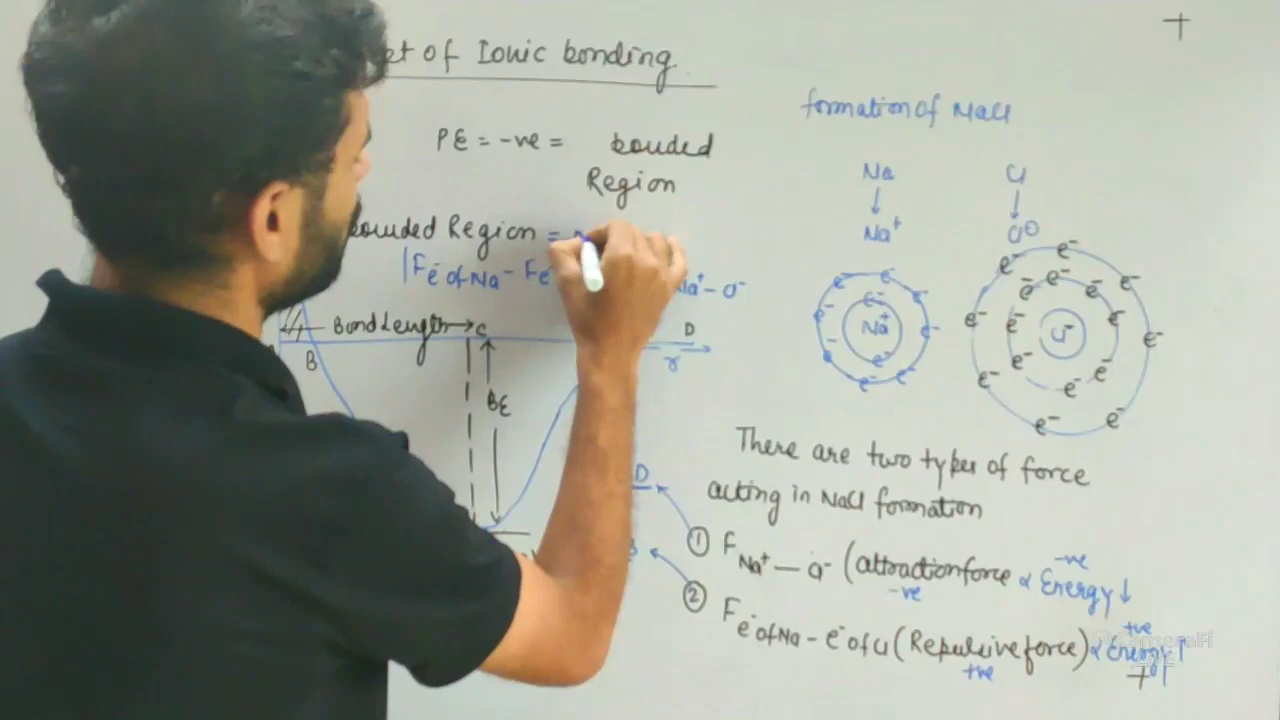 of Ionic bonding
PE = -ve = bonded
Region
bonded Region =
|Fe- of Na - Fe-
Na+ - Cl-
Bond Length → C
B
D
r
BE
D
formation of NaCl
Na
Cl
Na+
Cl⊖
e- e- e- e- e- e- e- e-
e- Na+ e-
e- e- e- e- e- e- e- e-
e- e- e- e- e- e- e- e-
Cl-
There are two types of force
acting in NaCl formation
① F Na+ — Cl- (attraction force ∝ Energy↓
-ve
-ve
② F e- of Na - e- of Cl (Repulsive force) ∝ Energy↑
+ve
+ve